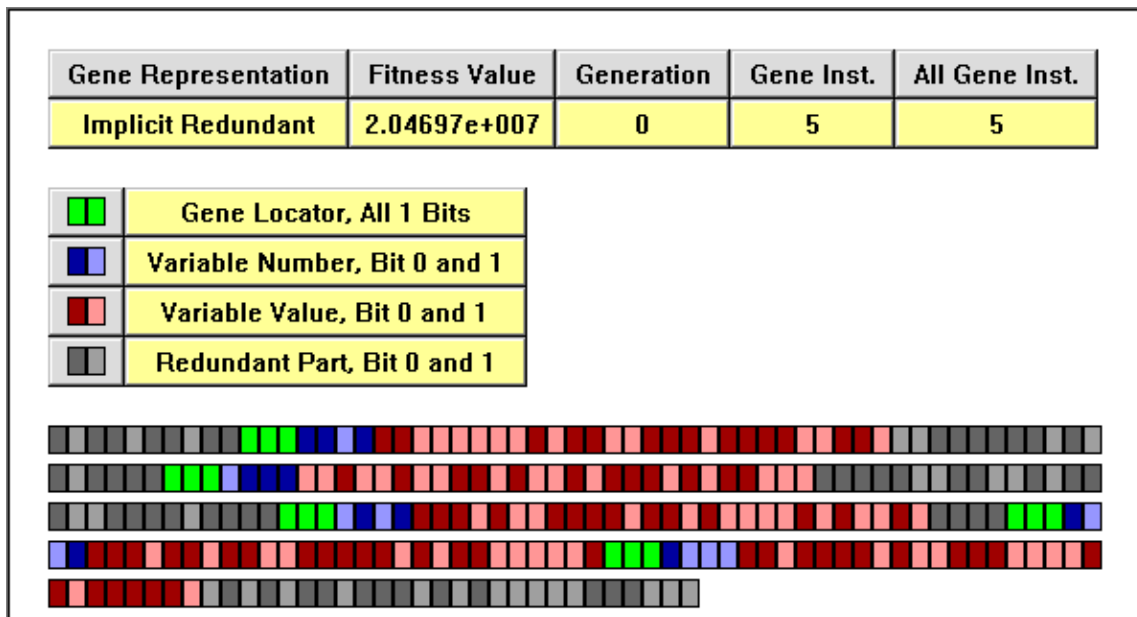 Gene Representation Fitness Value Generation Gene Inst. All Gene Inst.
Implicit Redundant 2.04697e+007 0 5 5
Gene Locator, All 1 Bits
Variable Number, Bit 0 and 1
Variable Value, Bit 0 and 1
Redundant Part, Bit 0 and 1